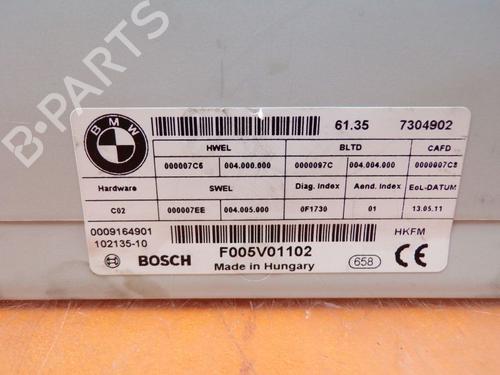 B-PARTS
BMW
61.35 7304902
HWEL BLTD CAFD
000007C6 004.000.000 0000097C 004.004.000 000007C8
Hardware SWEL Diag. Index Aend. Index EoL-DATUM
C02 000007EE 004.005.000 0F1730 01 13.05.11
0009164901 HKFM
102135-10
BOSCH F005V01102
Made in Hungary 658 CE